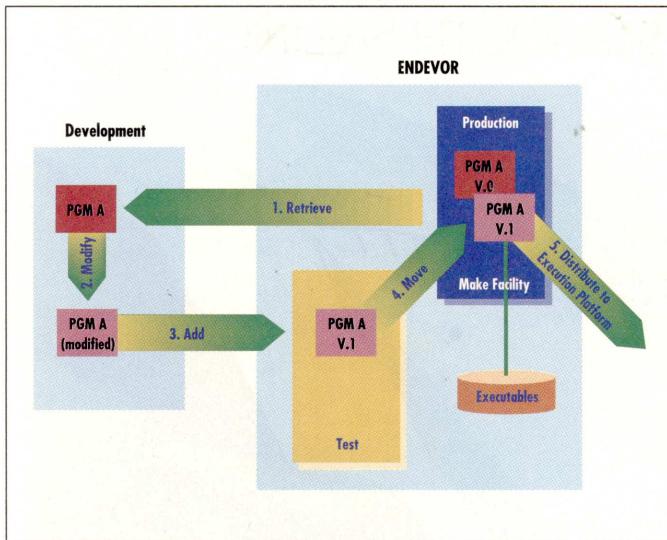 ENDEVOR
Development
Production
PGM A
V.0
PGM A
1. Retrieve
PGM A
V.1
2. Modify
4. Move
5. Distribute to
Execution Platform
Make Facility
PGM A
(modified)
3. Add
PGM A
V.1
Executables
Test